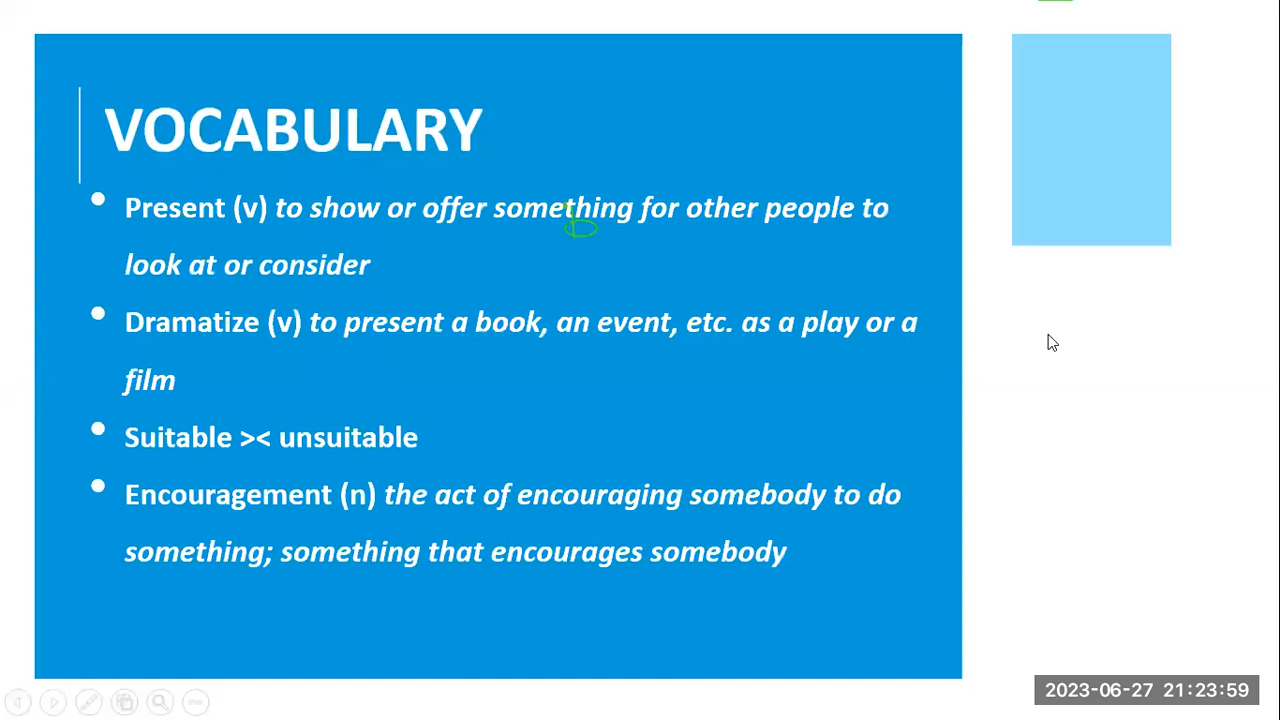 VOCABULARY
• Present (v) to show or offer something for other people to
look at or consider
• Dramatize (v) to present a book, an event, etc. as a play or a
film
• Suitable >< unsuitable
• Encouragement (n) the act of encouraging somebody to do
something; something that encourages somebody
2023-06-27 21:23:59